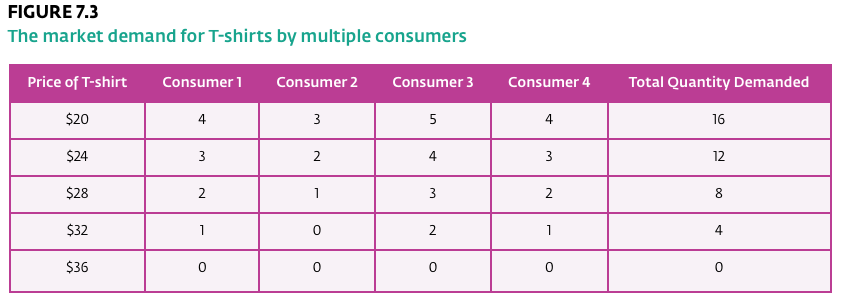 FIGURE 7.3
The market demand for T-shirts by multiple consumers
Price of T-shirt Consumer 1 Consumer 2 Consumer 3 Consumer 4 Total Quantity Demanded
$20 4 3 5 4 16
$24 3 2 4 3 12
$28 2 1 3 2 8
$32 1 0 2 1 4
$36 0 0 0 0 0